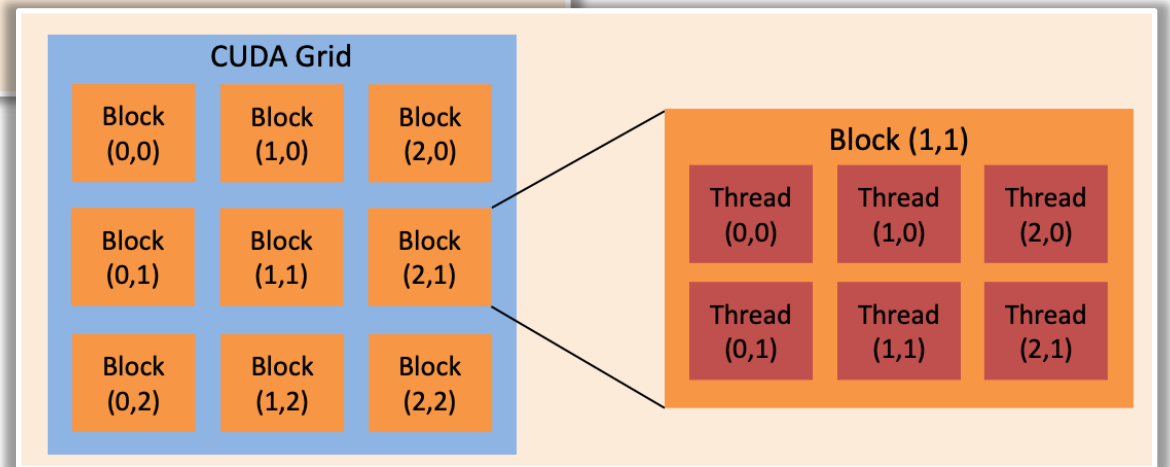 CUDA Grid
Block
(0,0)
Block
(1,0)
Block
(2,0)
Block
(0,1)
Block
(1,1)
Block
(2,1)
Block
(0,2)
Block
(1,2)
Block
(2,2)
Block (1,1)
Thread
(0,0)
Thread
(1,0)
Thread
(2,0)
Thread
(0,1)
Thread
(1,1)
Thread
(2,1)